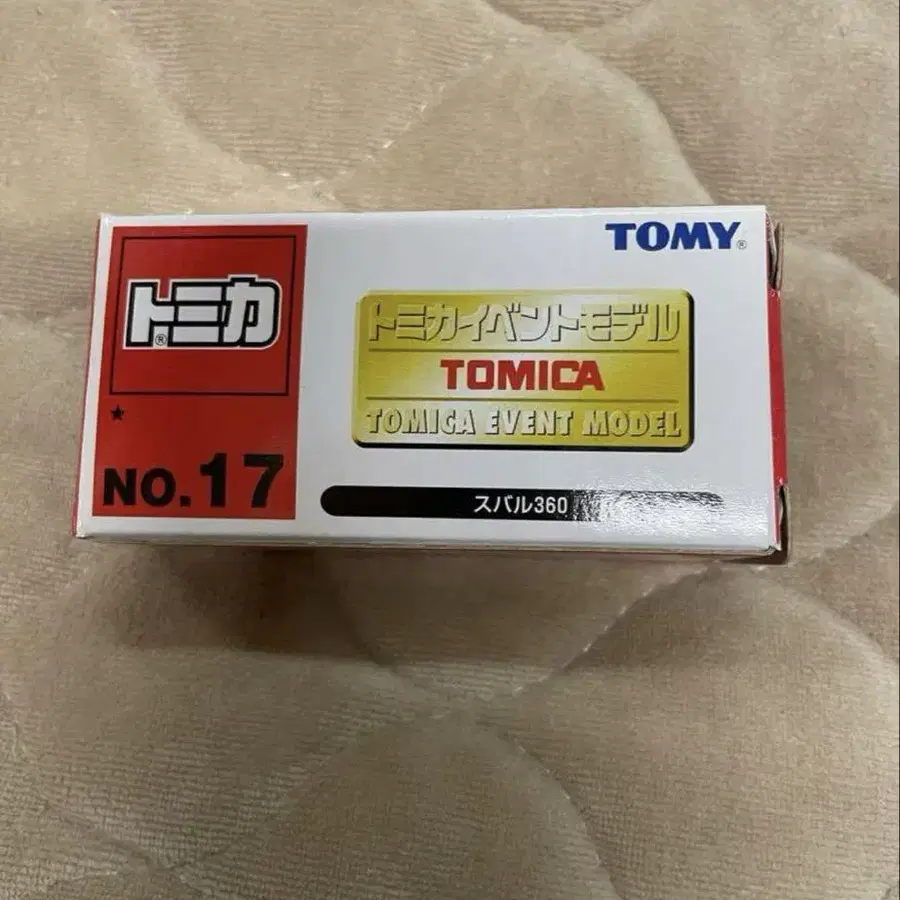 TOMY®
トミカ®
トミカイベントモデル
TOMICA
TOMICA EVENT MODEL
★
NO.17
スバル360